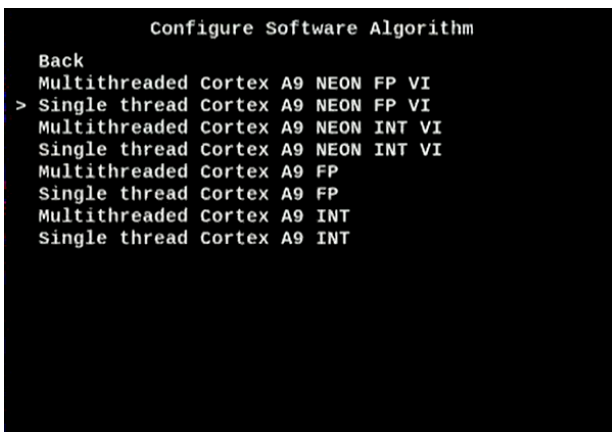 Configure Software Algorithm
Back
Multithreaded Cortex A9 NEON FP VI
> Single thread Cortex A9 NEON FP VI
Multithreaded Cortex A9 NEON INT VI
Single thread Cortex A9 NEON INT VI
Multithreaded Cortex A9 FP
Single thread Cortex A9 FP
Multithreaded Cortex A9 INT
Single thread Cortex A9 INT